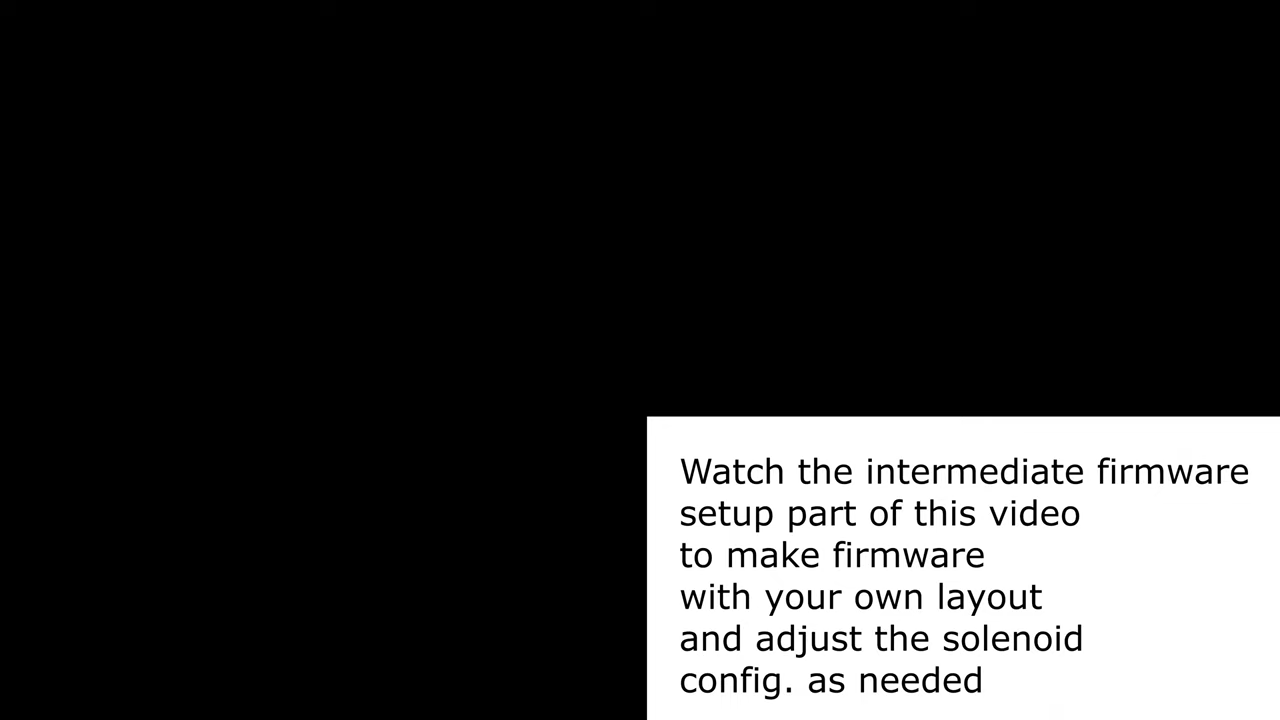 Watch the intermediate firmware
setup part of this video
to make firmware
with your own layout
and adjust the solenoid
config. as needed